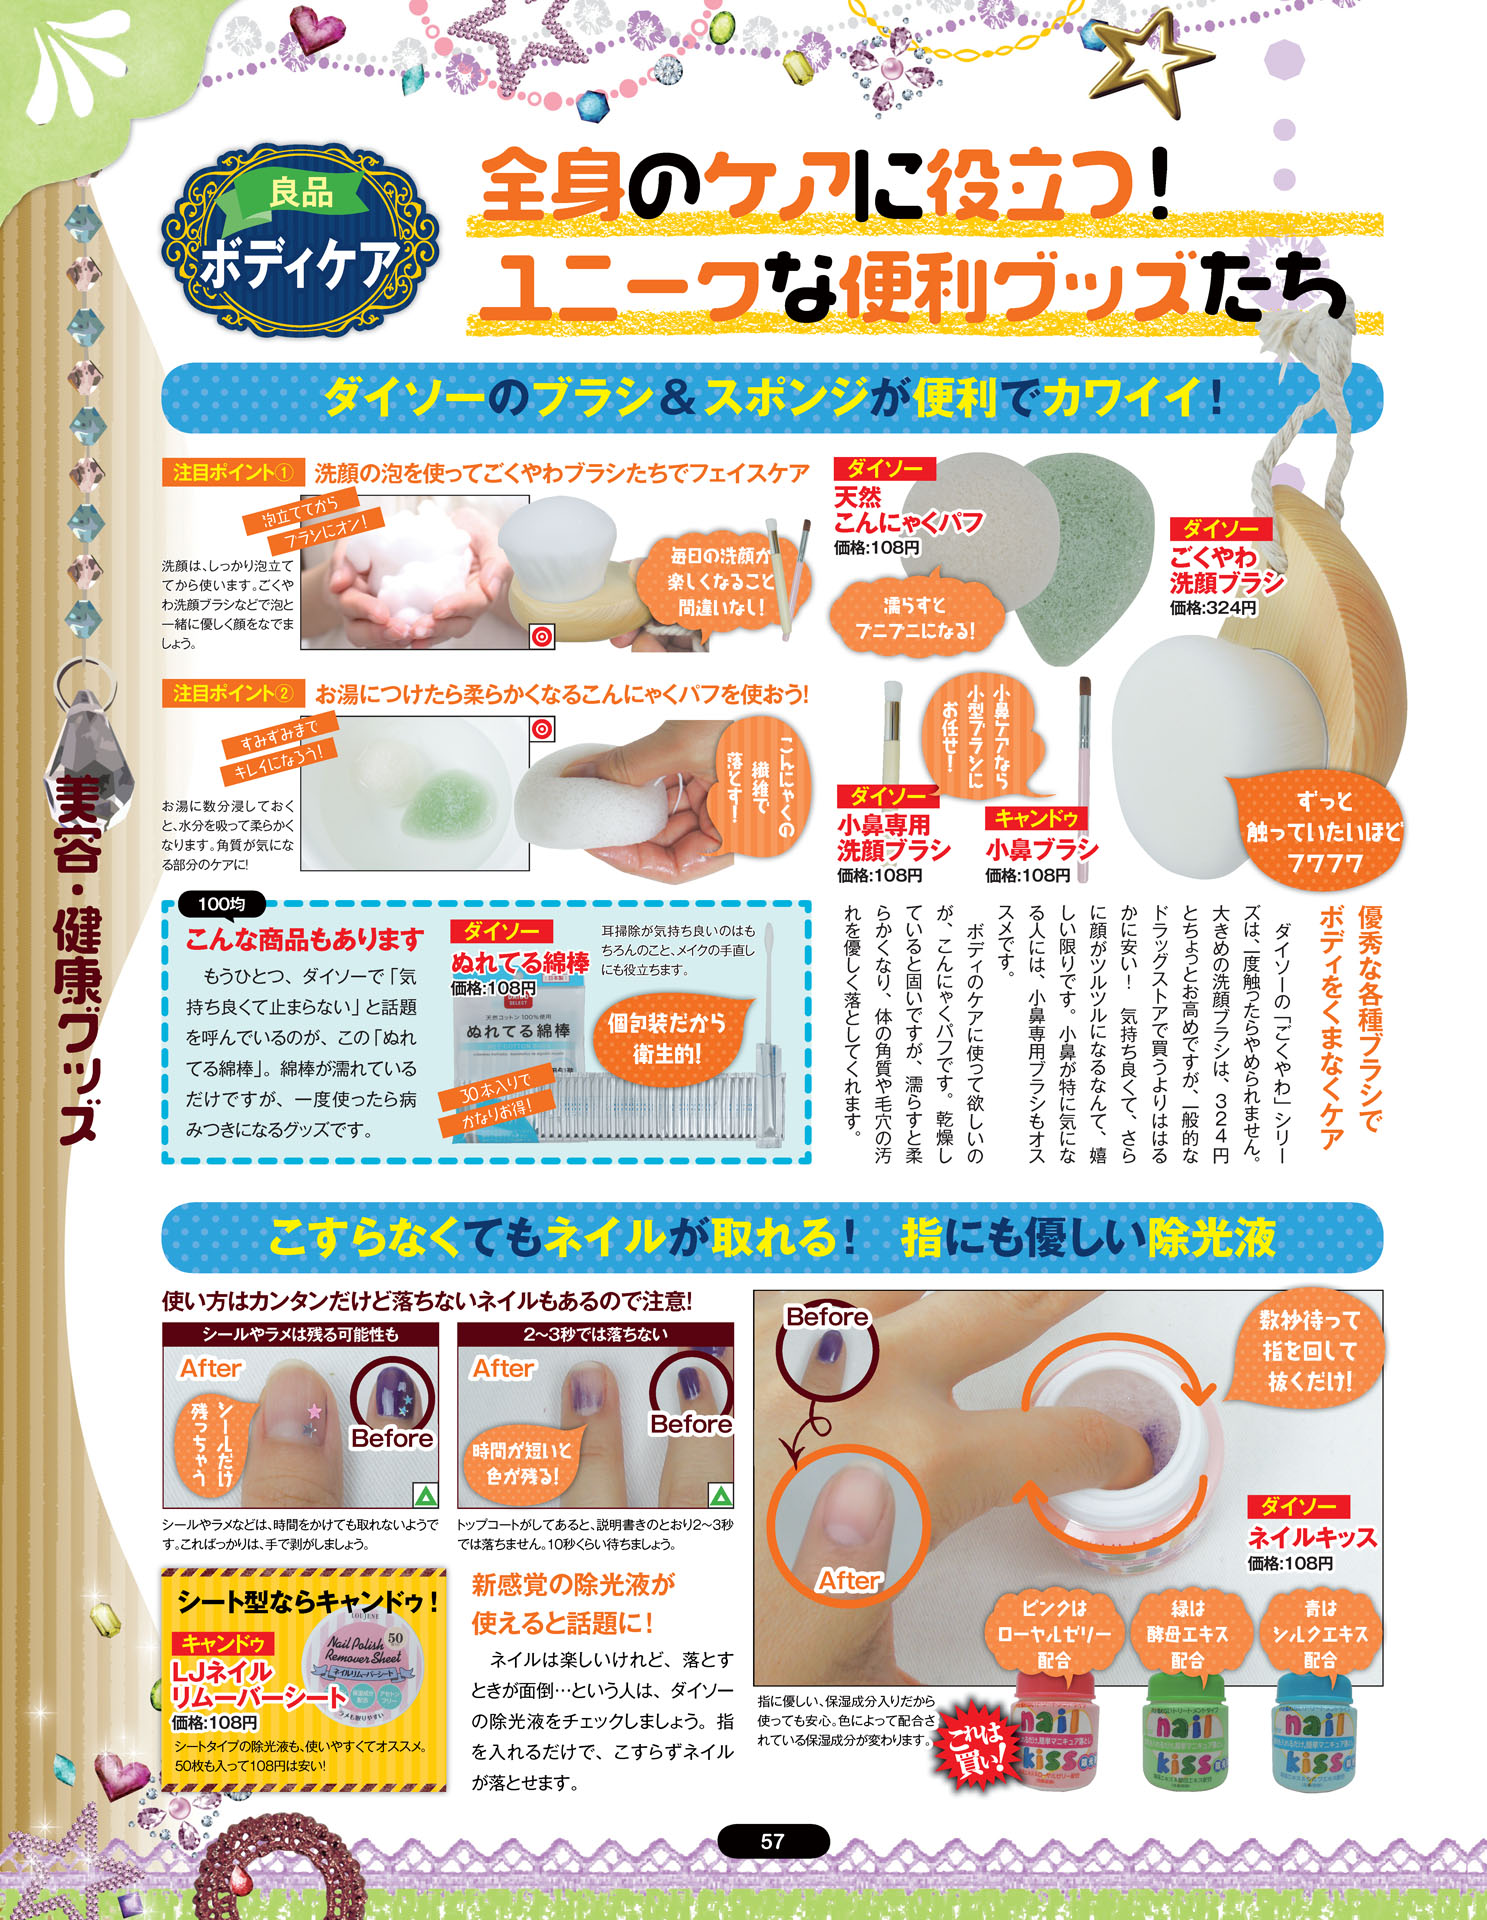 良品
ボディケア
全身のケアに役立つ!
ユニークな便利グッズたち
ダイソーのブラシ&スポンジが便利でカワイイ!
注目ポイント① 洗顔の泡を使ってごくやわブラシたちでフェイスケア
泡立ててから
ブラシにオン!
洗顔は、しっかり泡立て
てから使います。ごくや
わ洗顔ブラシなどで泡と
一緒に優しく顔をなでま
しょう。
毎日の洗顔が
楽しくなること
間違いなし!
注目ポイント② お湯につけたら柔らかくなるこんにゃくパフを使おう!
すみずみまで
キレイになろう!
お湯に数分浸しておく
と、水分を吸って柔らかく
なります。角質が気にな
る部分のケアに!
こんにゃくの
繊維で
落とす!
ダイソー
天然
こんにゃくパフ
価格:108円
濡らすと
プニプニになる!
ダイソー
ごくやわ
洗顔ブラシ
価格:324円
小鼻ケアなら
小型ブラシに
お任せ!
ダイソー
小鼻専用
洗顔ブラシ
価格:108円
キャンドゥ
小鼻ブラシ
価格:108円
ずっと
触っていたいほど
フワフワ
100均
こんな商品もあります
もうひとつ、ダイソーで「気
持ち良くて止まらない」と話題
を呼んでいるのが、この「ぬれ
てる綿棒」。綿棒が濡れている
だけですが、一度使ったら病
みつきになるグッズです。
ダイソー
ぬれてる綿棒
価格:108円
耳掃除が気持ち良いのはも
ちろんのこと、メイクの手直し
にも役立ちます。
個包装だから
衛生的!
SELECT
天然コットン100%使用
ぬれてる綿棒
30本入りで
かなりお得!
優秀な各種ブラシで
ボディをくまなくケア
ダイソーの「ごくやわ」シリー
ズは、一度触ったらやめられません。
大きめの洗顔ブラシは、324円
とちょっとお高めですが、一般的な
ドラッグストアで買うよりははる
かに安い! 気持ち良くて、さら
に顔がツルツルになるなんて、嬉
しい限りです。小鼻が特に気にな
る人には、小鼻専用ブラシもオス
スメです。
ボディのケアに使って欲しいの
が、こんにゃくパフです。乾燥し
ていると固いですが、濡らすと柔
らかくなり、体の角質や毛穴の汚
れを優しく落としてくれます。
美容・健康グッズ
こすらなくてもネイルが取れる! 指にも優しい除光液
使い方はカンタンだけど落ちないネイルもあるので注意!
シールやラメは残る可能性も
After
Before
シールだけ
残っちゃう
シールやラメなどは、時間をかけても取れないようで
す。こればっかりは、手で剥がしましょう。
2〜3秒では落ちない
After
Before
時間が短いと
色が残る!
トップコートがしてあると、説明書きのとおり2〜3秒
では落ちません。10秒くらい待ちましょう。
シート型ならキャンドゥ!
キャンドゥ
LJネイル
リムーバーシート
価格:108円
シートタイプの除光液も、使いやすくてオススメ。
50枚も入って108円は安い!
LOUJENE
Nail Polish
Remover Sheet
50
ネイルリムーバーシート
新感覚の除光液が
使えると話題に!
ネイルは楽しいけれど、落とす
ときが面倒…という人は、ダイソー
の除光液をチェックしましょう。指
を入れるだけで、こすらずネイル
が落とせます。
Before
After
数秒待って
指を回して
抜くだけ!
ダイソー
ネイルキッス
価格:108円
ピンクは
ローヤルゼリー
配合
緑は
酵母エキス
配合
青は
シルクエキス
配合
指に優しい、保湿成分入りだから
使っても安心。色によって配合さ
れている保湿成分が変わります。
これは
買い!
nail
kiss
nail
kiss
nail
kiss
57